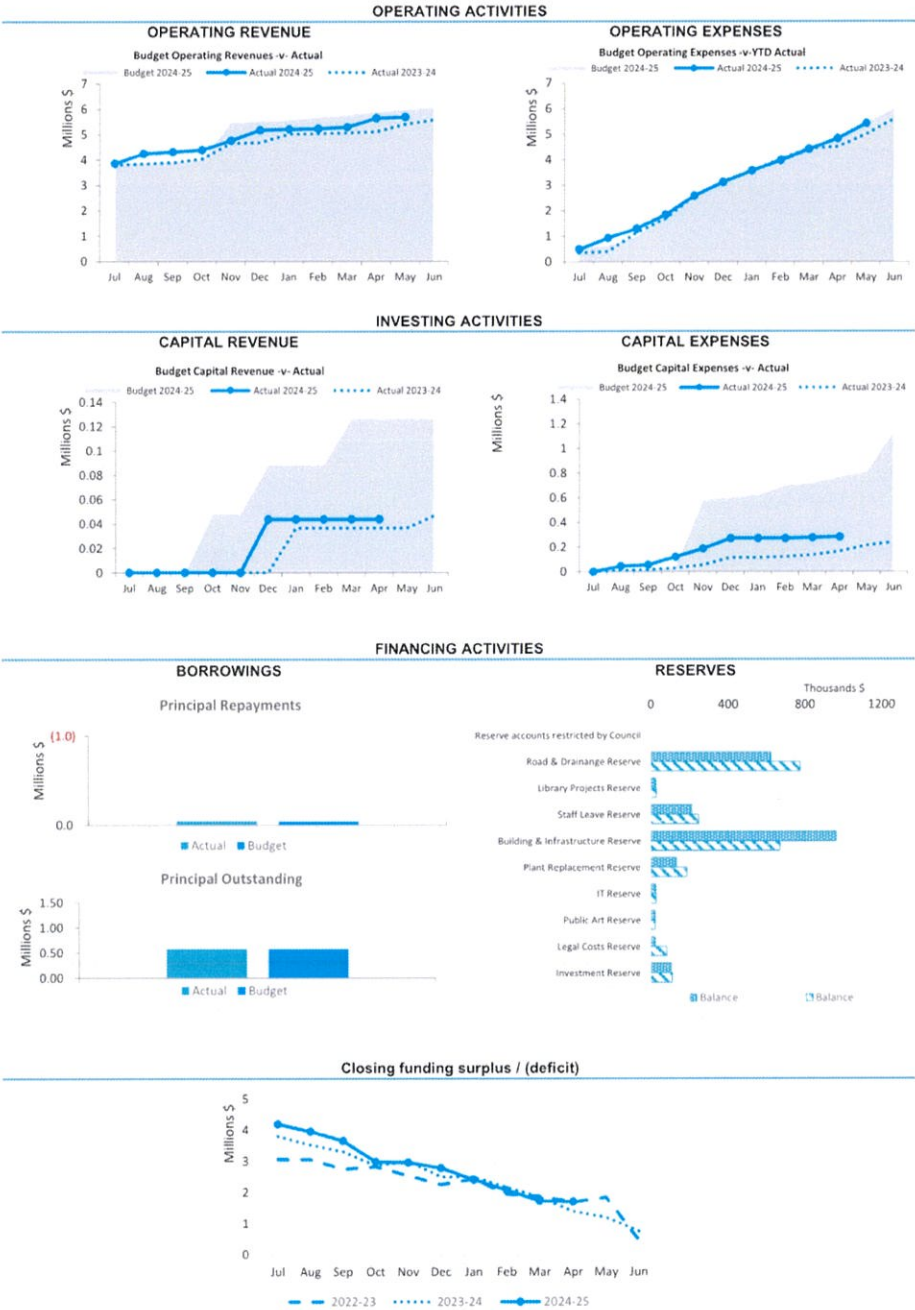 OPERATING ACTIVITIES
OPERATING REVENUE
Budget Operating Revenues -v- Actual
Budget 2024-25 Actual 2024-25 Actual 2023-24
Millions $
7
6
5
4
3
2
1
0
Jul Aug Sep Oct Nov Dec Jan Feb Mar Apr May Jun
OPERATING EXPENSES
Budget Operating Expenses -v-YTD Actual
Budget 2024-25 Actual 2024-25 Actual 2023-24
Millions $
7
6
5
4
3
2
1
0
Jul Aug Sep Oct Nov Dec Jan Feb Mar Apr May Jun
INVESTING ACTIVITIES
CAPITAL REVENUE
Budget Capital Revenue -v- Actual
Budget 2024-25 Actual 2024-25 Actual 2023-24
Millions $
0.14
0.12
0.1
0.08
0.06
0.04
0.02
0
Jul Aug Sep Oct Nov Dec Jan Feb Mar Apr May Jun
CAPITAL EXPENSES
Budget Capital Expenses -v- Actual
Budget 2024-25 Actual 2024-25 Actual 2023-24
Millions $
1.4
1.2
1
0.8
0.6
0.4
0.2
0
Jul Aug Sep Oct Nov Dec Jan Feb Mar Apr May Jun
FINANCING ACTIVITIES
BORROWINGS
Principal Repayments
Millions $
(1.0)
0.0
Actual Budget
Principal Outstanding
Millions $
1.50
1.00
0.50
0.00
Actual Budget
RESERVES
Thousands $
0 400 800 1200
Reserve accounts restricted by Council
Road & Drainange Reserve
Library Projects Reserve
Staff Leave Reserve
Building & Infrastructure Reserve
Plant Replacement Reserve
IT Reserve
Public Art Reserve
Legal Costs Reserve
Investment Reserve
Balance Balance
Closing funding surplus / (deficit)
Millions $
5
4
3
2
1
0
Jul Aug Sep Oct Nov Dec Jan Feb Mar Apr May Jun
2022-23 2023-24 2024-25